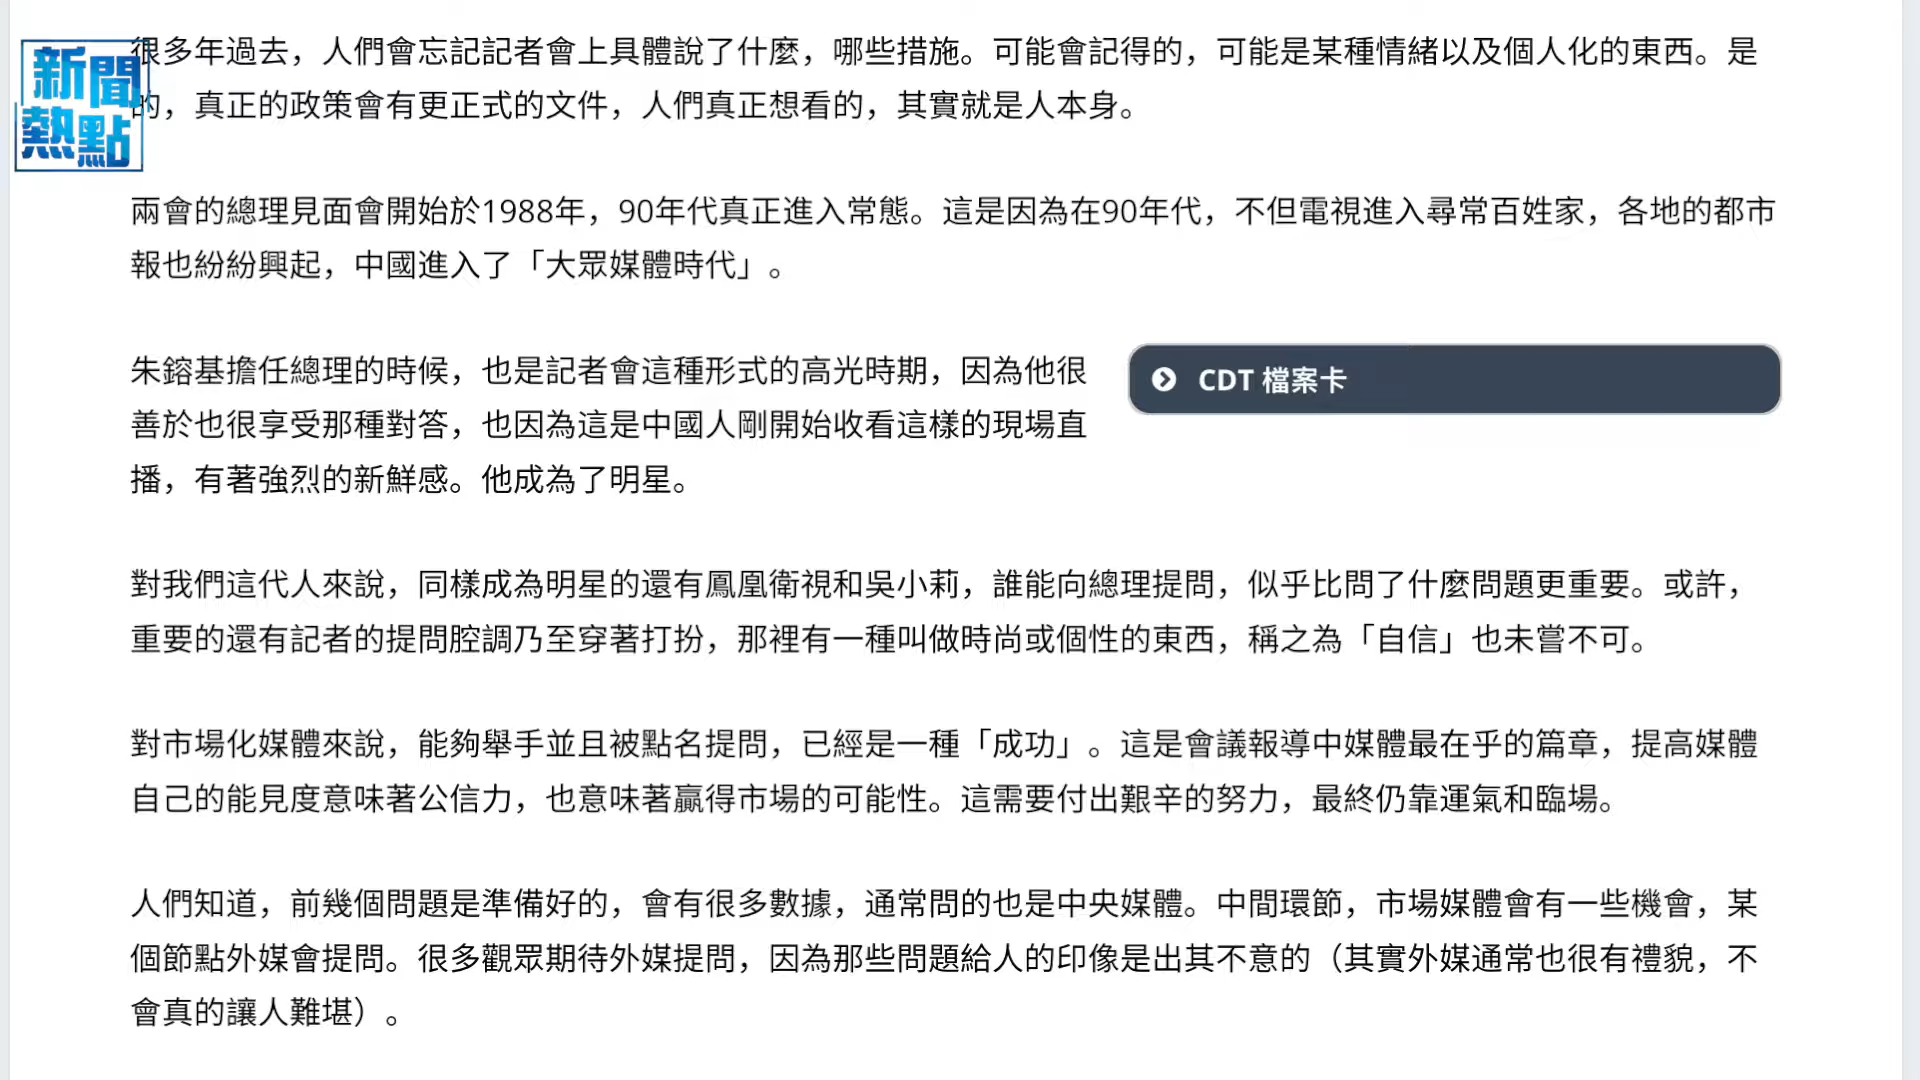 很多年過去，人們會忘記記者會上具體說了什麼，哪些措施。可能會記得的，可能是某種情緒以及個人化的東西。是
的，真正的政策會有更正式的文件，人們真正想看的，其實就是人本身。
新聞
熱點
兩會的總理見面會開始於1988年，90年代真正進入常態。這是因為在90年代，不但電視進入尋常百姓家，各地的都市
報也紛紛興起，中國進入了「大眾媒體時代」。
朱鎔基擔任總理的時候，也是記者會這種形式的高光時期，因為他很
善於也很享受那種對答，也因為這是中國人剛開始收看這樣的現場直
播，有著強烈的新鮮感。他成為了明星。
CDT 檔案卡
對我們這代人來說，同樣成為明星的還有鳳凰衛視和吳小莉，誰能向總理提問，似乎比問了什麼問題更重要。或許，
重要的還有記者的提問腔調乃至穿著打扮，那裡有一種叫做時尚或個性的東西，稱之為「自信」也未嘗不可。
對市場化媒體來說，能夠舉手並且被點名提問，已經是一種「成功」。這是會議報導中媒體最在乎的篇章，提高媒體
自己的能見度意味著公信力，也意味著贏得市場的可能性。這需要付出艱辛的努力，最終仍靠運氣和臨場。
人們知道，前幾個問題是準備好的，會有很多數據，通常問的也是中央媒體。中間環節，市場媒體會有一些機會，某
個節點外媒會提問。很多觀眾期待外媒提問，因為那些問題給人的印像是出其不意的（其實外媒通常也很有禮貌，不
會真的讓人難堪）。